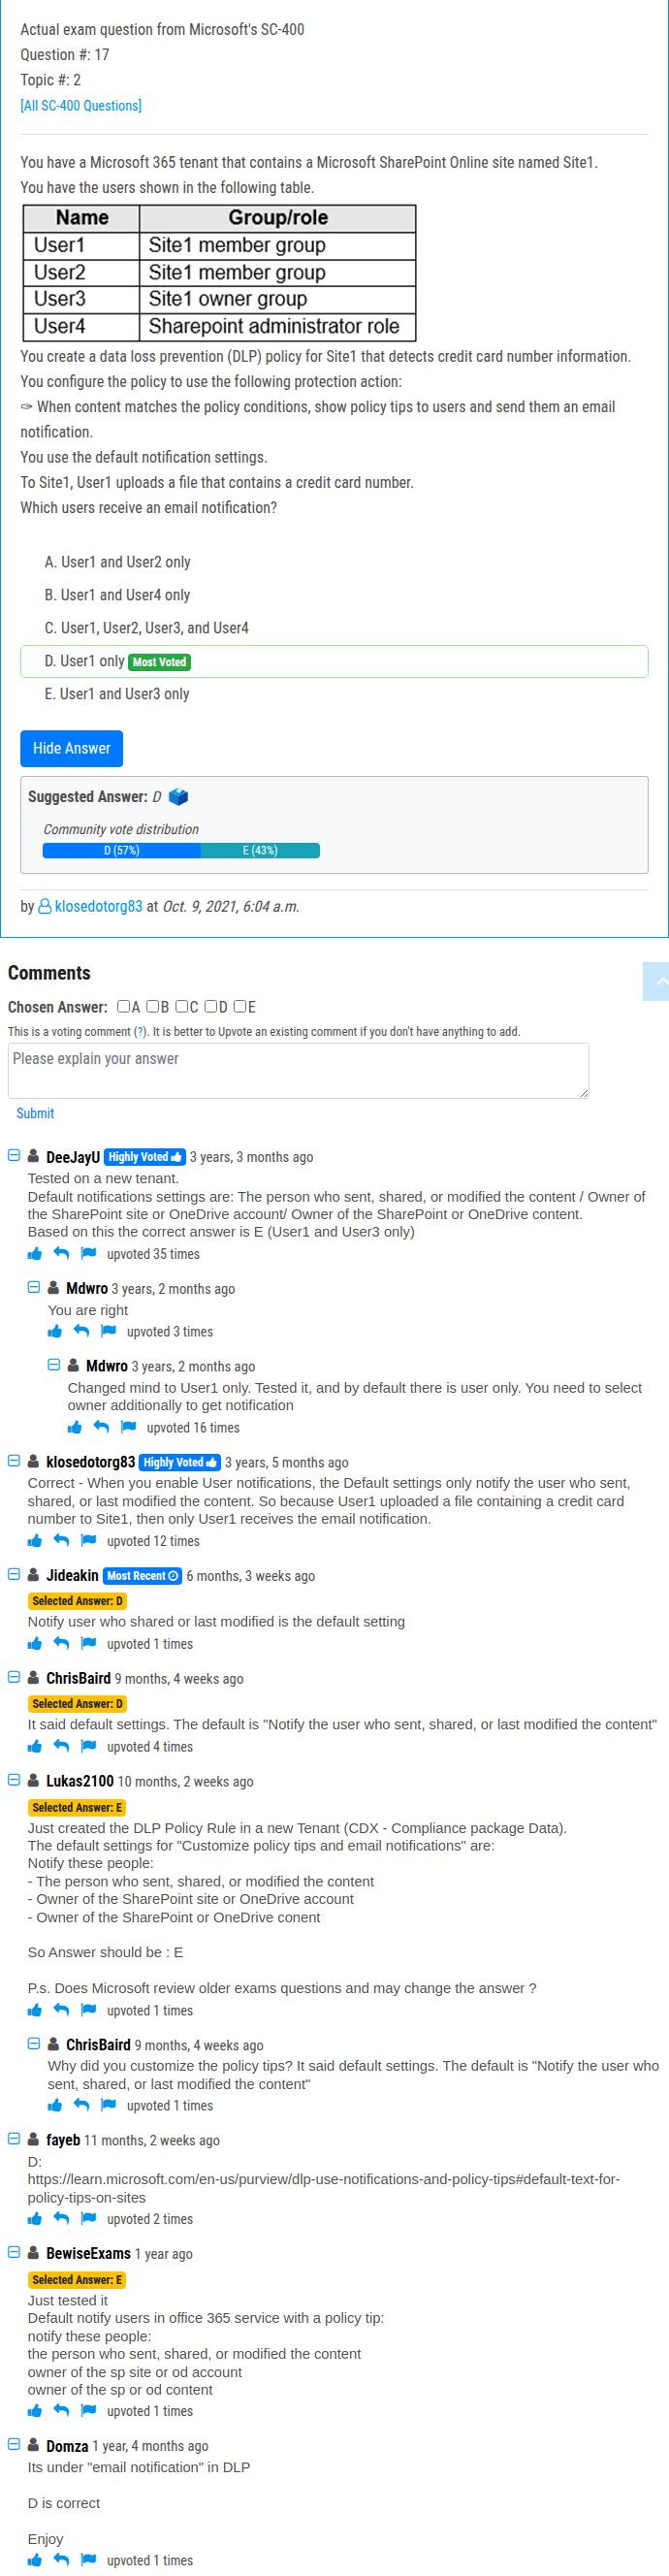 Actual exam question from Microsoft's SC-400
Question #: 17
Topic #: 2
[All SC-400 Questions]
You have a Microsoft 365 tenant that contains a Microsoft SharePoint Online site named Site1.
You have the users shown in the following table.
Name Group/role
User1 Site1 member group
User2 Site1 member group
User3 Site1 owner group
User4 Sharepoint administrator role
You create a data loss prevention (DLP) policy for Site1 that detects credit card number information.
You configure the policy to use the following protection action:
✑ When content matches the policy conditions, show policy tips to users and send them an email
notification.
You use the default notification settings.
To Site1, User1 uploads a file that contains a credit card number.
Which users receive an email notification?
A. User1 and User2 only
B. User1 and User4 only
C. User1, User2, User3, and User4
D. User1 only Most Voted
E. User1 and User3 only
Hide Answer
Suggested Answer: D
Community vote distribution
D (57%) E (43%)
by klosedotorg83 at Oct. 9, 2021, 6:04 a.m.
Comments
Chosen Answer: A B C D E
This is a voting comment (?). It is better to Upvote an existing comment if you don't have anything to add.
Please explain your answer
Submit
DeeJayU Highly Voted 3 years, 3 months ago
Tested on a new tenant.
Default notifications settings are: The person who sent, shared, or modified the content / Owner of
the SharePoint site or OneDrive account/ Owner of the SharePoint or OneDrive content.
Based on this the correct answer is E (User1 and User3 only)
upvoted 35 times
Mdwro 3 years, 2 months ago
You are right
upvoted 3 times
Mdwro 3 years, 2 months ago
Changed mind to User1 only. Tested it, and by default there is user only. You need to select
owner additionally to get notification
upvoted 16 times
klosedotorg83 Highly Voted 3 years, 5 months ago
Correct - When you enable User notifications, the Default settings only notify the user who sent,
shared, or last modified the content. So because User1 uploaded a file containing a credit card
number to Site1, then only User1 receives the email notification.
upvoted 12 times
Jideakin Most Recent 6 months, 3 weeks ago
Selected Answer: D
Notify user who shared or last modified is the default setting
upvoted 1 times
ChrisBaird 9 months, 4 weeks ago
Selected Answer: D
It said default settings. The default is "Notify the user who sent, shared, or last modified the content"
upvoted 4 times
Lukas2100 10 months, 2 weeks ago
Selected Answer: E
Just created the DLP Policy Rule in a new Tenant (CDX - Compliance package Data).
The default settings for "Customize policy tips and email notifications" are:
Notify these people:
- The person who sent, shared, or modified the content
- Owner of the SharePoint site or OneDrive account
- Owner of the SharePoint or OneDrive conent
So Answer should be : E
P.s. Does Microsoft review older exams questions and may change the answer ?
upvoted 1 times
ChrisBaird 9 months, 4 weeks ago
Why did you customize the policy tips? It said default settings. The default is "Notify the user who
sent, shared, or last modified the content"
upvoted 1 times
fayeb 11 months, 2 weeks ago
D:
https://learn.microsoft.com/en-us/purview/dlp-use-notifications-and-policy-tips#default-text-for-
policy-tips-on-sites
upvoted 2 times
BewiseExams 1 year ago
Selected Answer: E
Just tested it
Default notify users in office 365 service with a policy tip:
notify these people:
the person who sent, shared, or modified the content
owner of the sp site or od account
owner of the sp or od content
upvoted 1 times
Domza 1 year, 4 months ago
Its under "email notification" in DLP
D is correct
Enjoy
upvoted 1 times